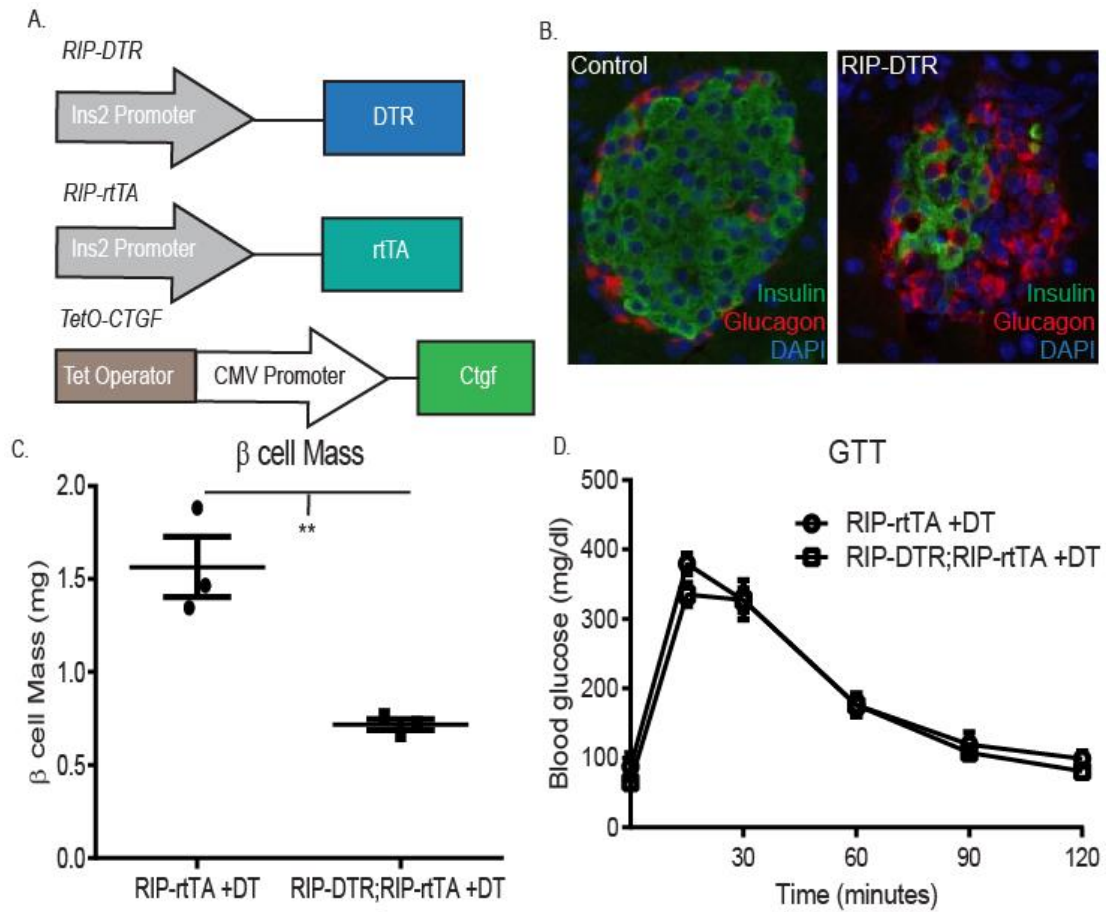 A.
RIP-DTR
Ins2 Promoter
DTR
RIP-rtTA
Ins2 Promoter
rtTA
TetO-CTGF
Tet Operator
CMV Promoter
Ctgf
B.
Control
Insulin
Glucagon
DAPI
RIP-DTR
Insulin
Glucagon
DAPI
C.
β cell Mass
β cell Mass (mg)
2.0
1.5
1.0
0.5
0.0
**
RIP-rtTA +DT
RIP-DTR;RIP-rtTA +DT
D.
GTT
Blood glucose (mg/dl)
500
400
300
200
100
0
RIP-rtTA +DT
RIP-DTR;RIP-rtTA +DT
30
60
90
120
Time (minutes)